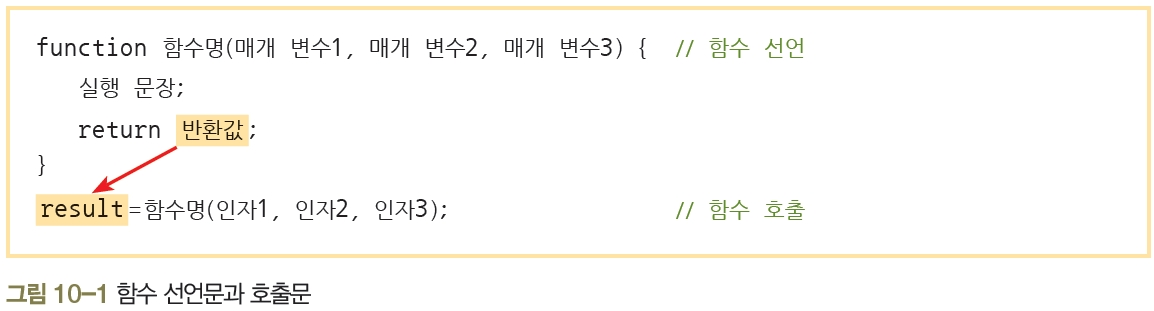 function 함수명(매개 변수1, 매개 변수2, 매개 변수3) {  // 함수 선언
실행 문장;
return 반환값;
}
result=함수명(인자1, 인자2, 인자3);  // 함수 호출
그림 10-1 함수 선언문과 호출문